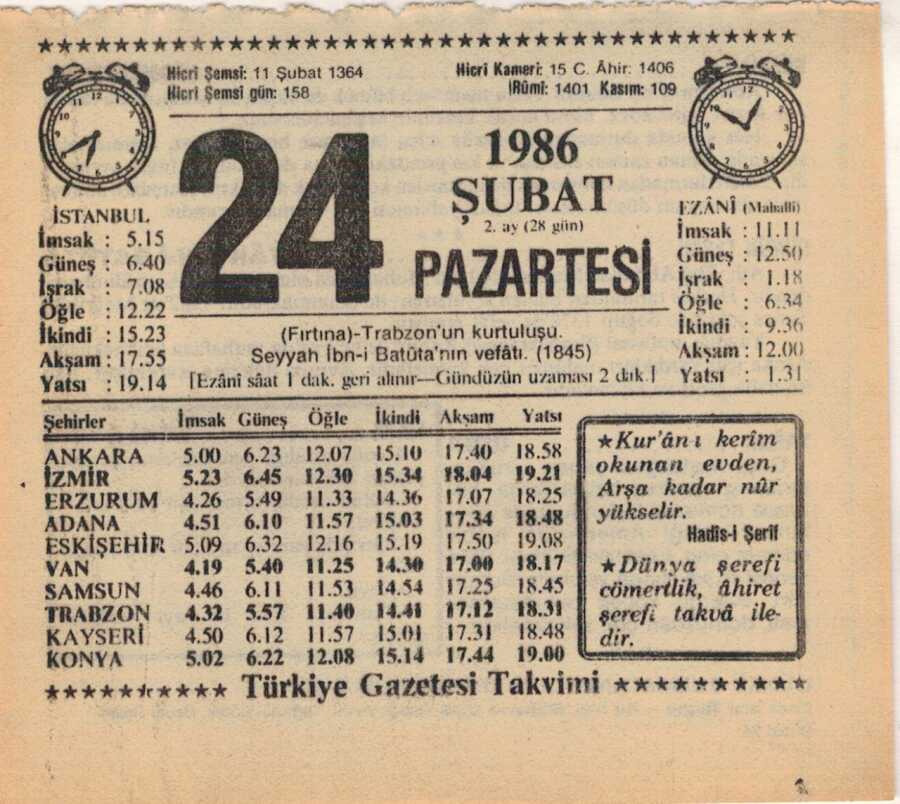 ★★★★★★★★★★★★★★★★★★★★★★★★★★★★★★★★★★★★★★★
Hicrî Şemsî: 11 Şubat 1364
Hicrî Şemsî gün: 158
Hicrî Kamerî: 15 C. Âhir: 1406
Rûmî: 1401 Kasım: 109
24
1986
ŞUBAT
2. ay (28 gün)
PAZARTESİ
İSTANBUL
İmsak : 5.15
Güneş : 6.40
İşrak : 7.08
Öğle : 12.22
İkindi : 15.23
Akşam : 17.55
Yatsı : 19.14
EZÂNÎ (Mahallî)
İmsak : 11.11
Güneş : 12.50
İşrak : 1.18
Öğle : 6.34
İkindi : 9.36
Akşam : 12.00
Yatsı : 1.31
(Fırtına)-Trabzon'un kurtuluşu.
Seyyah İbn-i Batûta'nın vefâtı. (1845)
[Ezânî sâat 1 dak. geri alınır—Gündüzün uzaması 2 dak.]
Şehirler İmsak Güneş Öğle İkindi Akşam Yatsı
ANKARA 5.00 6.23 12.07 15.10 17.40 18.58
İZMİR 5.23 6.45 12.30 15.34 18.04 19.21
ERZURUM 4.26 5.49 11.33 14.36 17.07 18.25
ADANA 4.51 6.10 11.57 15.03 17.34 18.48
ESKİŞEHİR 5.09 6.32 12.16 15.19 17.50 19.08
VAN 4.19 5.40 11.25 14.30 17.00 18.17
SAMSUN 4.46 6.11 11.53 14.54 17.25 18.45
TRABZON 4.32 5.57 11.40 14.41 17.12 18.31
KAYSERİ 4.50 6.12 11.57 15.01 17.31 18.48
KONYA 5.02 6.22 12.08 15.14 17.44 19.00
★Kur'ân-ı kerîm
okunan evden,
Arşa kadar nûr
yükselir.
Hadîs-i Şerîf
★Dünya şerefi
cömertlik, âhiret
şerefi takvâ ile-
dir.
★★★★★★★★★★ Türkiye Gazetesi Takvimi ★★★★★★★★★★